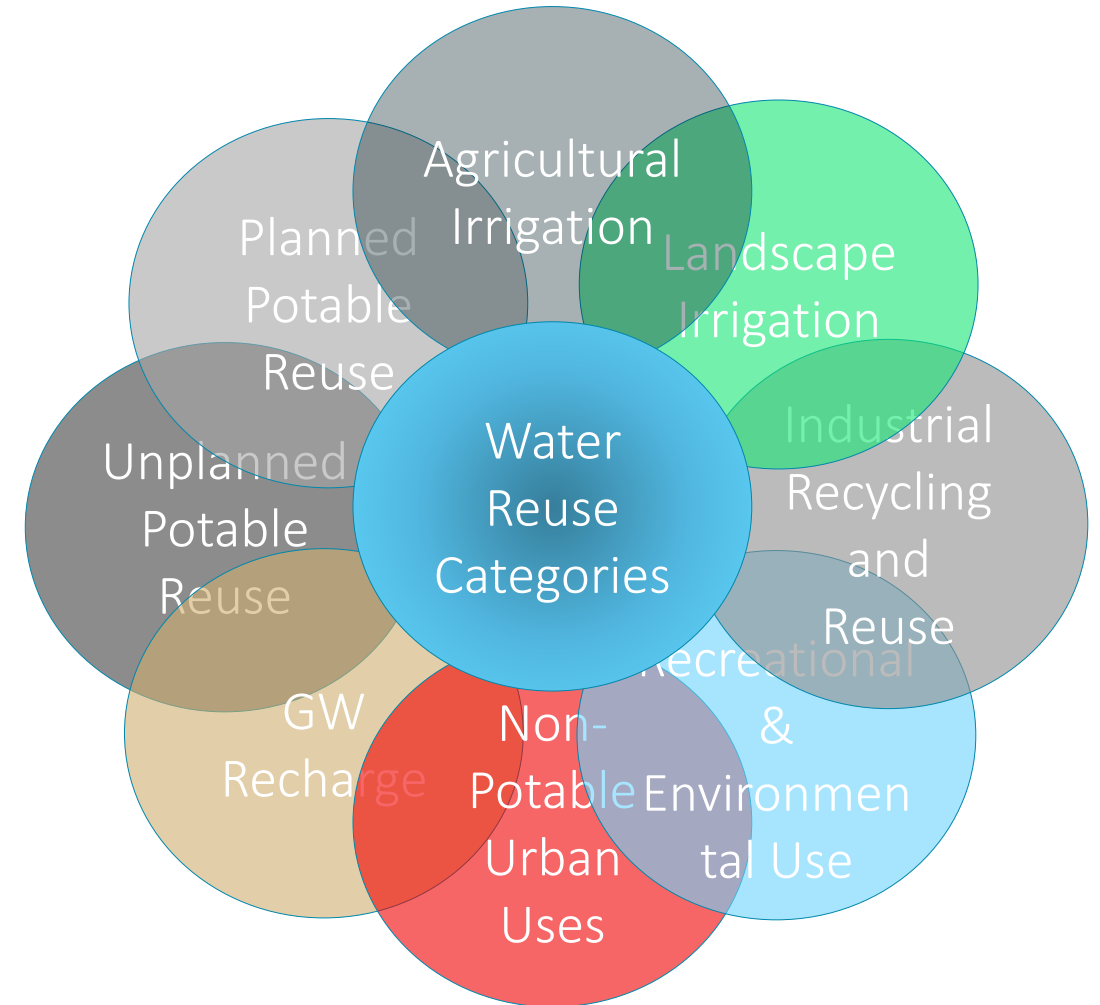 Agricultural
Irrigation
Landscape
Irrigation
Industrial
Recycling
and
Reuse
Recreational
&
Environmen
tal Use
Non-
Potable
Urban
Uses
GW
Recharge
Unplanned
Potable
Reuse
Planned
Potable
Reuse
Water
Reuse
Categories